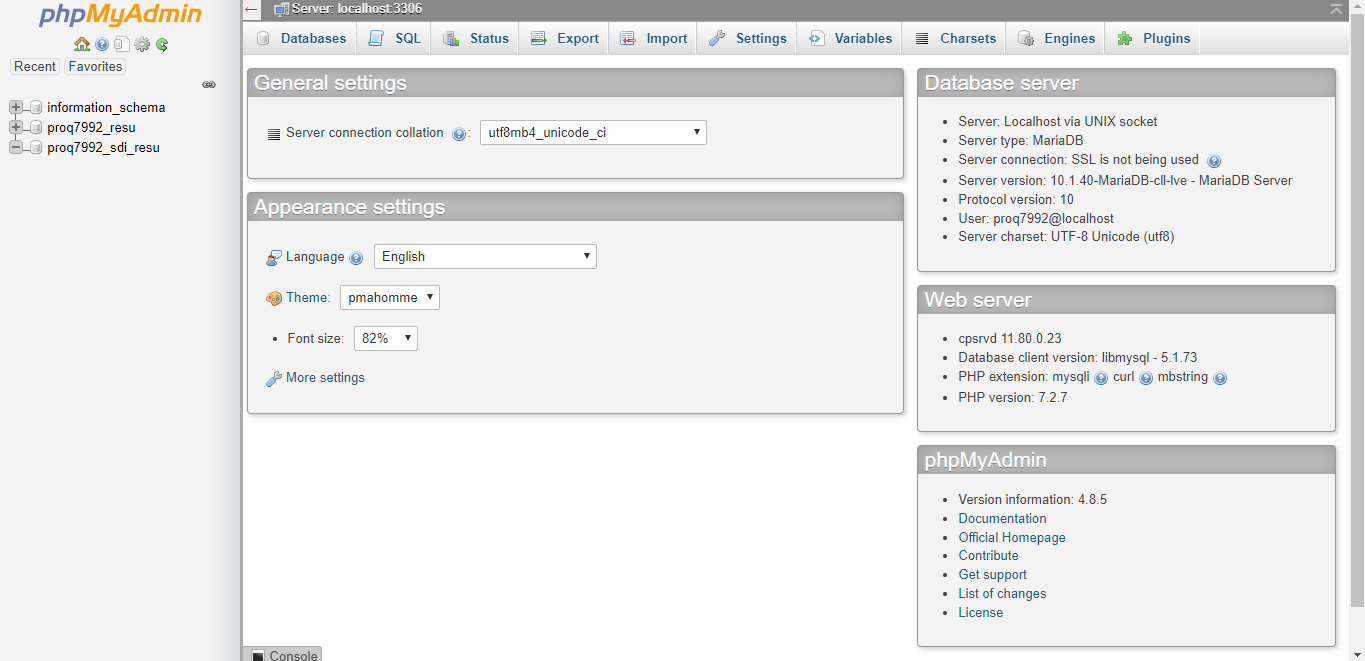 phpMyAdmin
Recent Favorites
information_schema
proq7992_resu
proq7992_sdi_resu
Server: localhost:3306
Databases SQL Status Export Import Settings Variables Charsets Engines Plugins
General settings
Server connection collation : utf8mb4_unicode_ci
Appearance settings
Language English
Theme: pmahomme
Font size: 82%
More settings
Database server
Server: Localhost via UNIX socket
Server type: MariaDB
Server connection: SSL is not being used
Server version: 10.1.40-MariaDB-cll-lve - MariaDB Server
Protocol version: 10
User: proq7992@localhost
Server charset: UTF-8 Unicode (utf8)
Web server
cpsrvd 11.80.0.23
Database client version: libmysql - 5.1.73
PHP extension: mysqli curl mbstring
PHP version: 7.2.7
phpMyAdmin
Version information: 4.8.5
Documentation
Official Homepage
Contribute
Get support
List of changes
License
Console